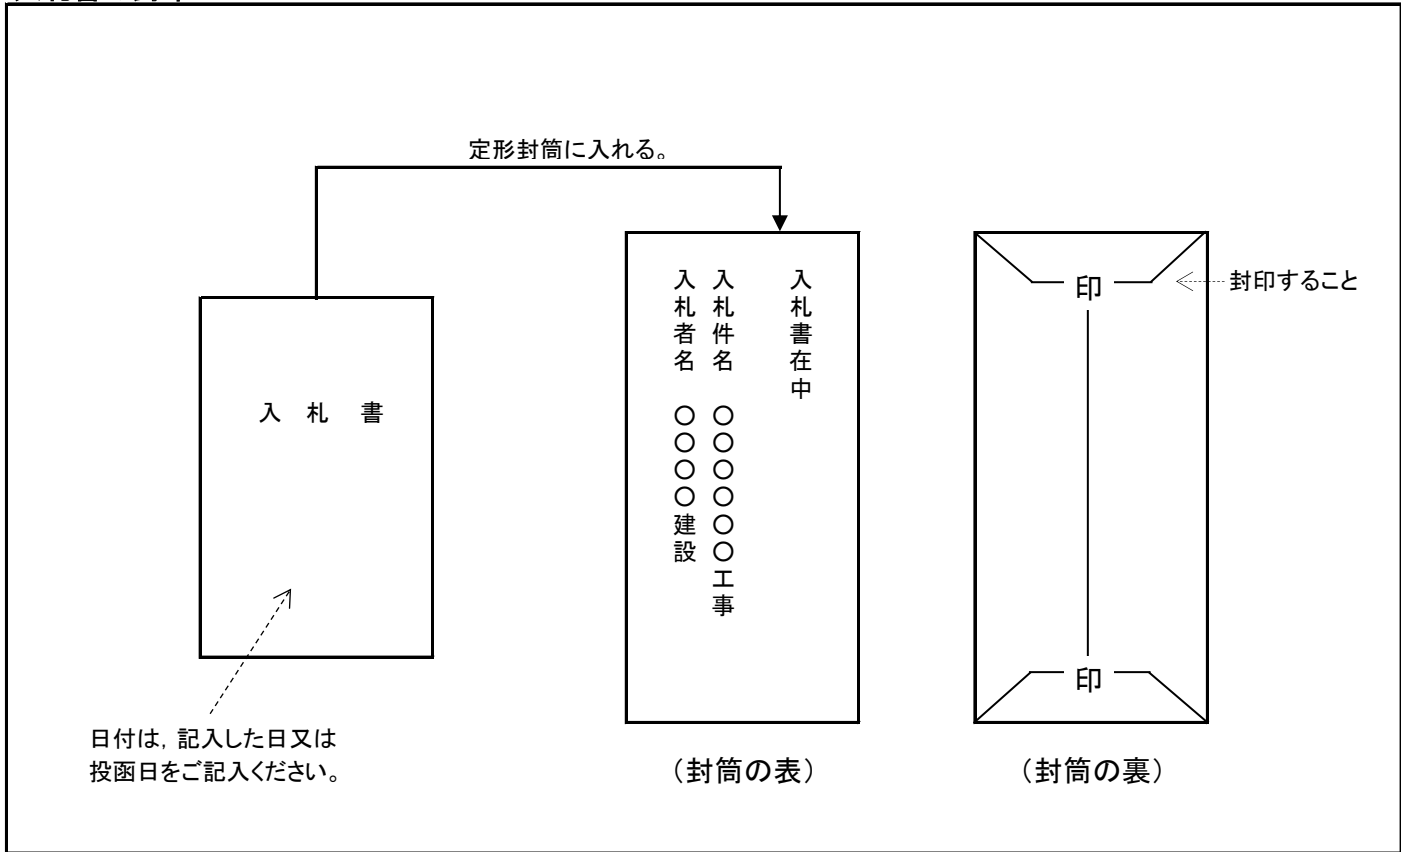 定形封筒に入れる。
入　札　書
日付は，記入した日又は
投函日をご記入ください。
入札書在中
入札件名　〇〇〇〇〇〇工事
入札者名　〇〇〇〇建設
（封筒の表）
印
封印すること
印
（封筒の裏）